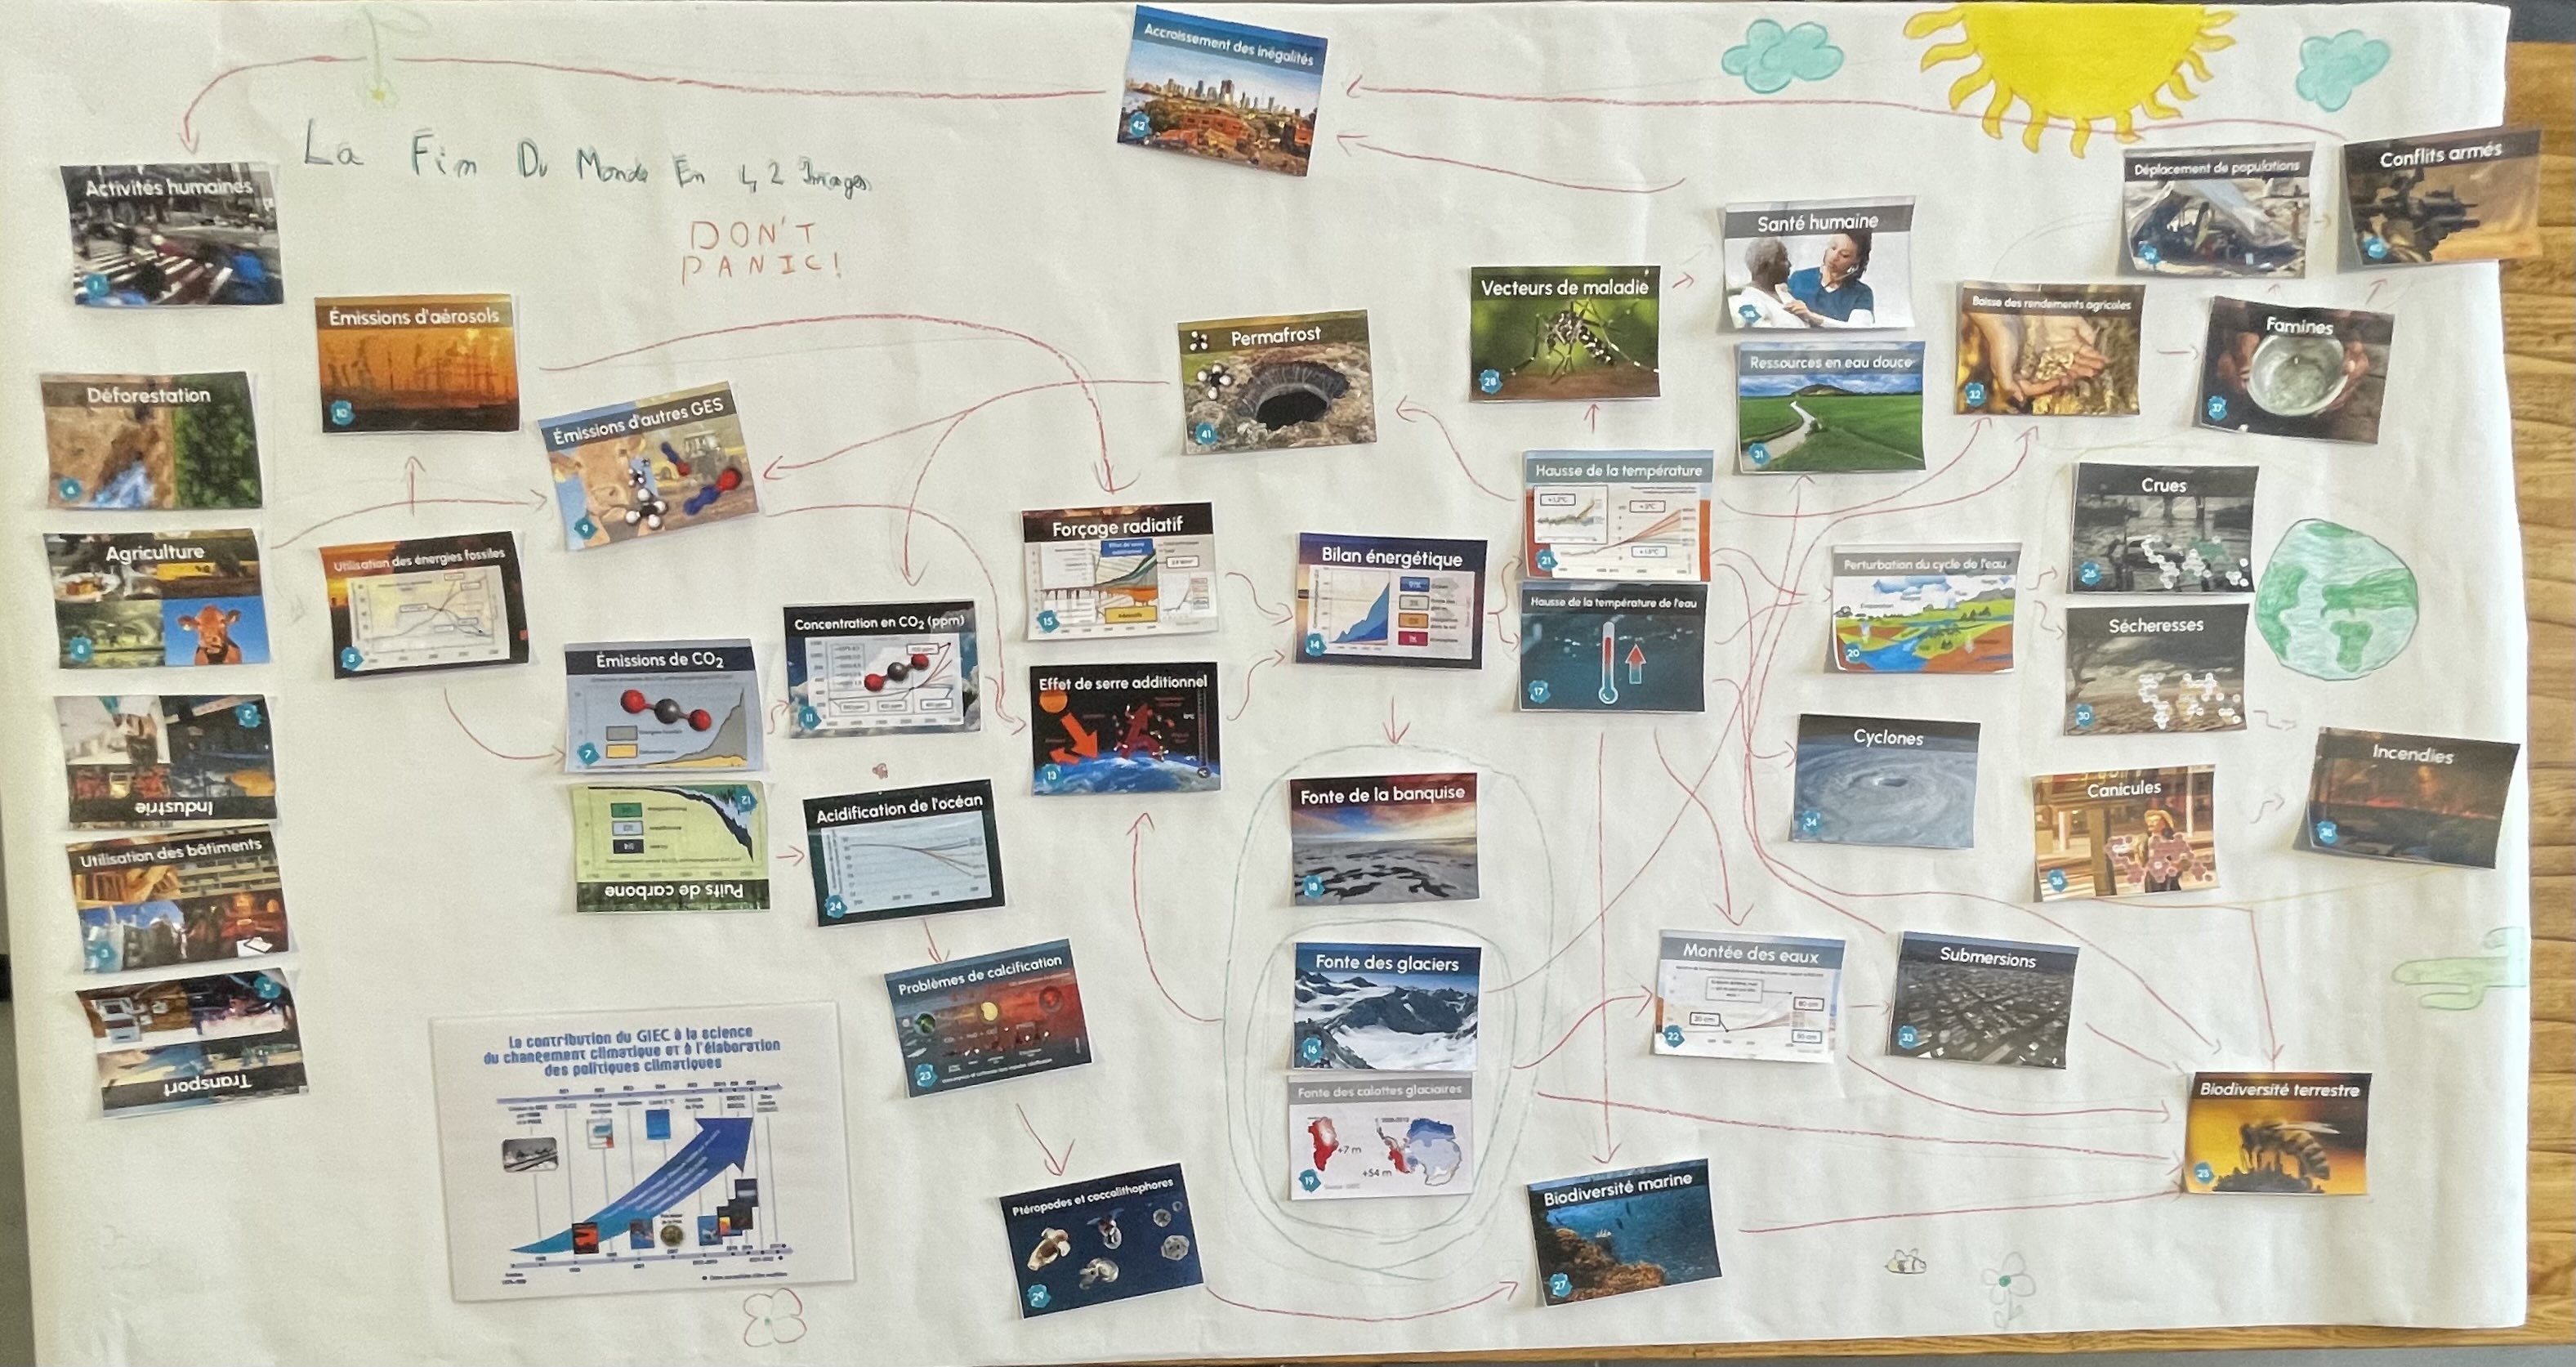 Accroissement des inégalités
42
La Fin Du Monde En 42 Images
DON'T
PANIC!
Activités humaines
1
Émissions d'aérosols
10
Déforestation
6
Émissions d'autres GES
9
Agriculture
8
Utilisation des énergies fossiles
5
Industrie
2
Utilisation des bâtiments
3
Transport
4
Émissions de CO₂
7
Puits de carbone
12
Concentration en CO₂ (ppm)
11
Acidification de l'océan
24
Problèmes de calcification
23
Ptéropodes et coccolithophores
29
La contribution du GIEC à la science
du changement climatique et à l'élaboration
des politiques climatiques
Permafrost
41
Forçage radiatif
15
Effet de serre additionnel
13
Bilan énergétique
14
Fonte de la banquise
18
Fonte des glaciers
16
Fonte des calottes glaciaires
+7 m
+54 m
19
Vecteurs de maladie
28
Santé humaine
Ressources en eau douce
31
Hausse de la température
21
Hausse de la température de l'eau
17
Déplacement de populations
Conflits armés
Baisse des rendements agricoles
32
Famines
37
Perturbation du cycle de l'eau
20
Crues
26
Sécheresses
30
Cyclones
34
Canicules
36
Incendies
Montée des eaux
22
Submersions
33
Biodiversité marine
27
Biodiversité terrestre
25